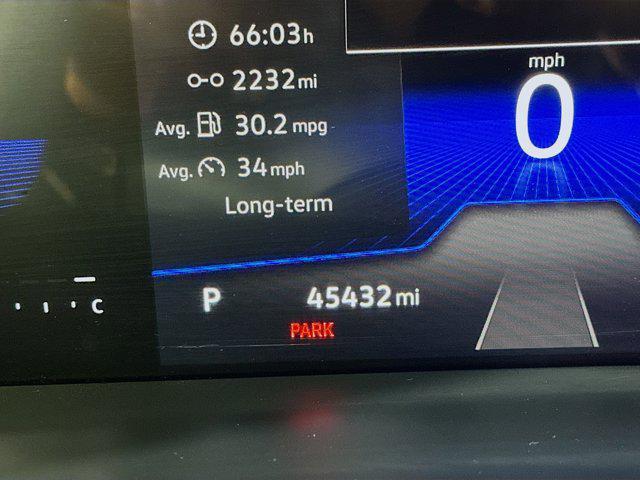 66:03h
mph
2232mi
0
Avg. 30.2 mpg
Avg. 34 mph
Long-term
P 45432mi
C
PARK